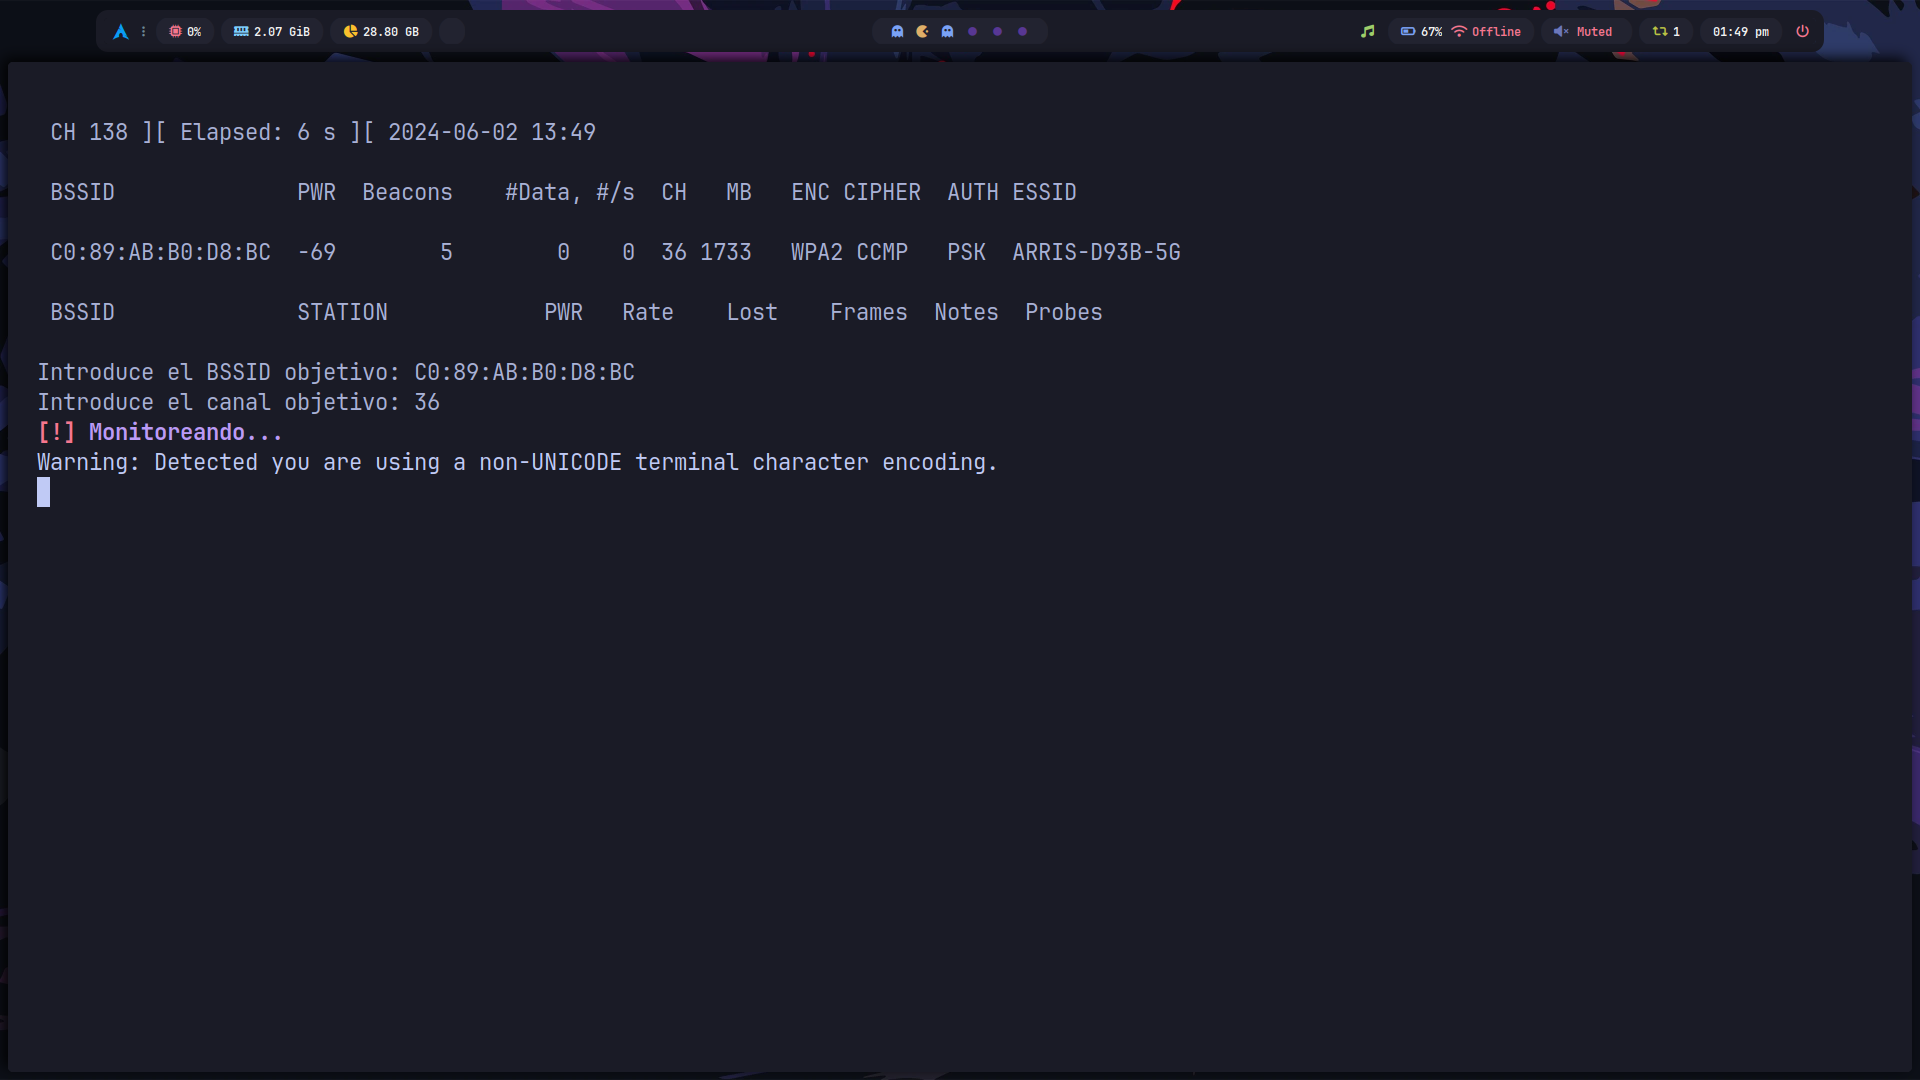 0% 2.07 GiB 28.80 GB 67% Offline Muted 1 01:49 pm
CH 138 ][ Elapsed: 6 s ][ 2024-06-02 13:49
BSSID PWR Beacons #Data, #/s CH MB ENC CIPHER AUTH ESSID
C0:89:AB:B0:D8:BC -69 5 0 0 36 1733 WPA2 CCMP PSK ARRIS-D93B-5G
BSSID STATION PWR Rate Lost Frames Notes Probes
Introduce el BSSID objetivo: C0:89:AB:B0:D8:BC
Introduce el canal objetivo: 36
[!] Monitoreando...
Warning: Detected you are using a non-UNICODE terminal character encoding.